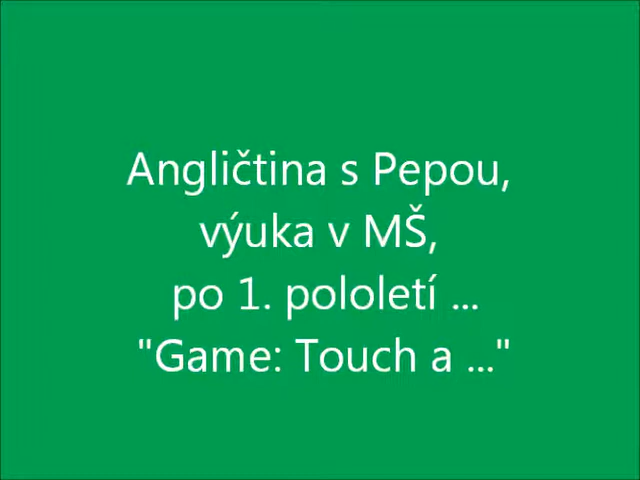 Angličtina s Pepou,
výuka v MŠ,
po 1. pololetí ...
"Game: Touch a ..."